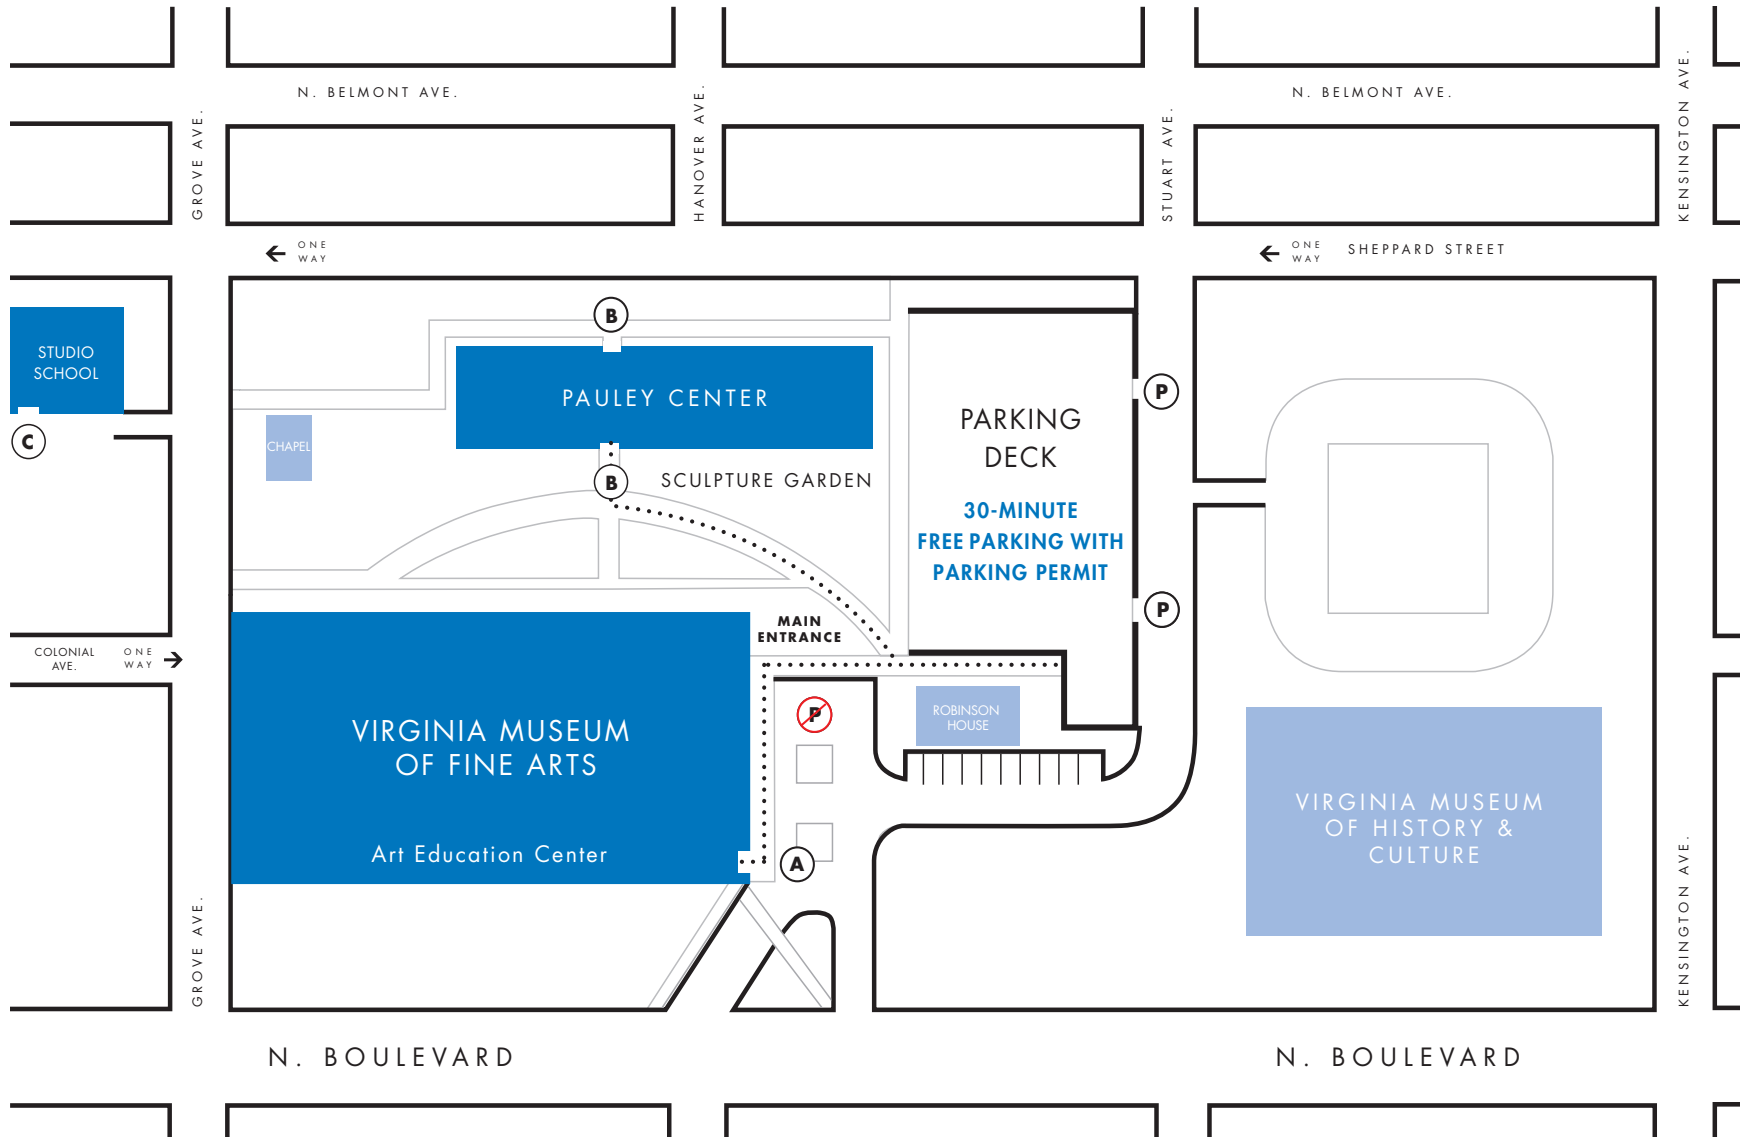 N. BELMONT AVE.
N. BELMONT AVE.
GROVE AVE.
HANOVER AVE.
STUART AVE.
KENSINGTON AVE.
ONE
WAY
ONE
WAY
SHEPPARD STREET
B
STUDIO
SCHOOL
PAULEY CENTER
P
PARKING
DECK
C
CHAPEL
B
SCULPTURE GARDEN
30-MINUTE
FREE PARKING WITH
PARKING PERMIT
P
MAIN
ENTRANCE
COLONIAL
AVE.
ONE
WAY
P
ROBINSON
HOUSE
VIRGINIA MUSEUM
OF FINE ARTS
VIRGINIA MUSEUM
OF HISTORY &
CULTURE
Art Education Center
A
GROVE AVE.
KENSINGTON AVE.
N. BOULEVARD
N. BOULEVARD